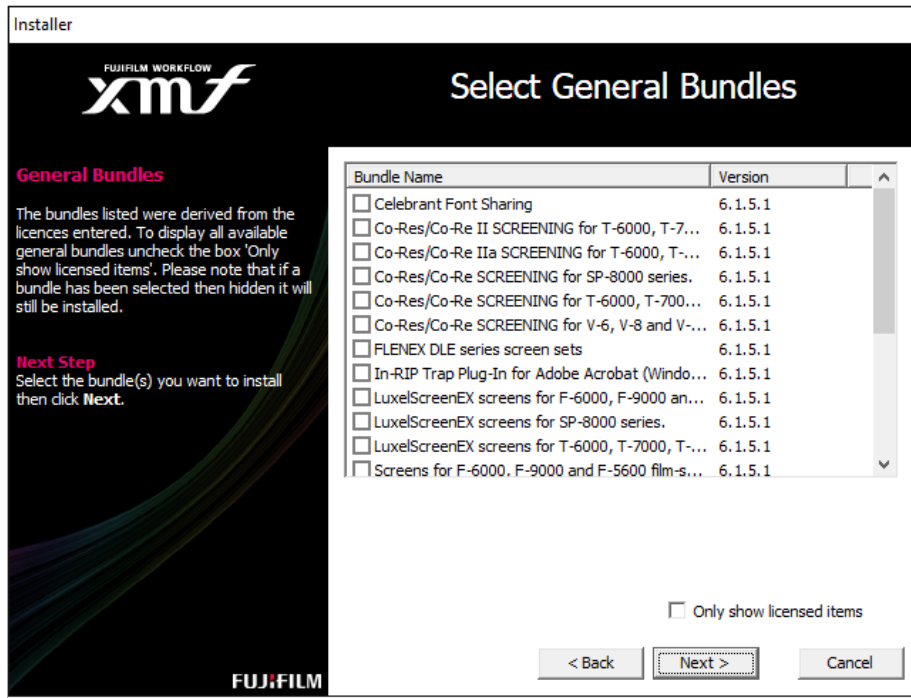 Installer
FUJIFILM WORKFLOW
xmf
Select General Bundles
General Bundles
The bundles listed were derived from the
licences entered. To display all available
general bundles uncheck the box 'Only
show licensed items'. Please note that if a
bundle has been selected then hidden it will
still be installed.
Next Step
Select the bundle(s) you want to install
then click Next.
FUJIFILM
Bundle Name Version
Celebrant Font Sharing 6.1.5.1
Co-Res/Co-Re II SCREENING for T-6000, T-7... 6.1.5.1
Co-Res/Co-Re IIa SCREENING for T-6000, T-... 6.1.5.1
Co-Res/Co-Re SCREENING for SP-8000 series. 6.1.5.1
Co-Res/Co-Re SCREENING for T-6000, T-700... 6.1.5.1
Co-Res/Co-Re SCREENING for V-6, V-8 and V-... 6.1.5.1
FLENEX DLE series screen sets 6.1.5.1
In-RIP Trap Plug-In for Adobe Acrobat (Windo... 6.1.5.1
LuxelScreenEX screens for F-6000, F-9000 an... 6.1.5.1
LuxelScreenEX screens for SP-8000 series. 6.1.5.1
LuxelScreenEX screens for T-6000, T-7000, T-... 6.1.5.1
Screens for F-6000, F-9000 and F-5600 film-s... 6.1.5.1
Only show licensed items
< Back Next > Cancel